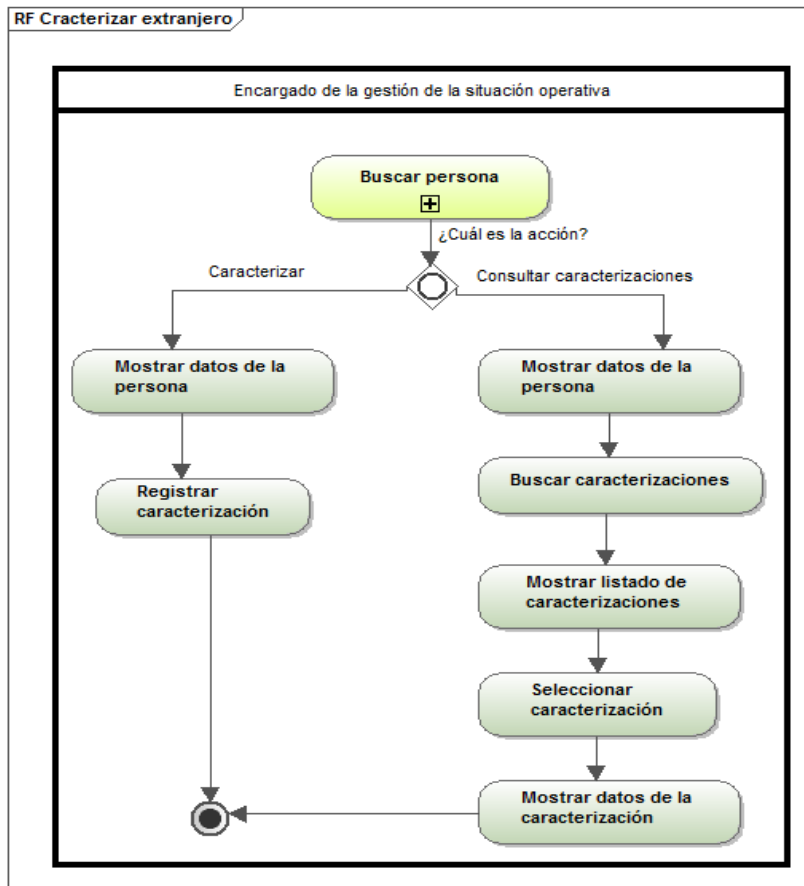 RF Cracterizar extranjero
Encargado de la gestión de la situación operativa
Buscar persona
¿Cuál es la acción?
Caracterizar
Consultar caracterizaciones
Mostrar datos de la
persona
Mostrar datos de la
persona
Registrar
caracterización
Buscar caracterizaciones
Mostrar listado de
caracterizaciones
Seleccionar
caracterización
Mostrar datos de la
caracterización